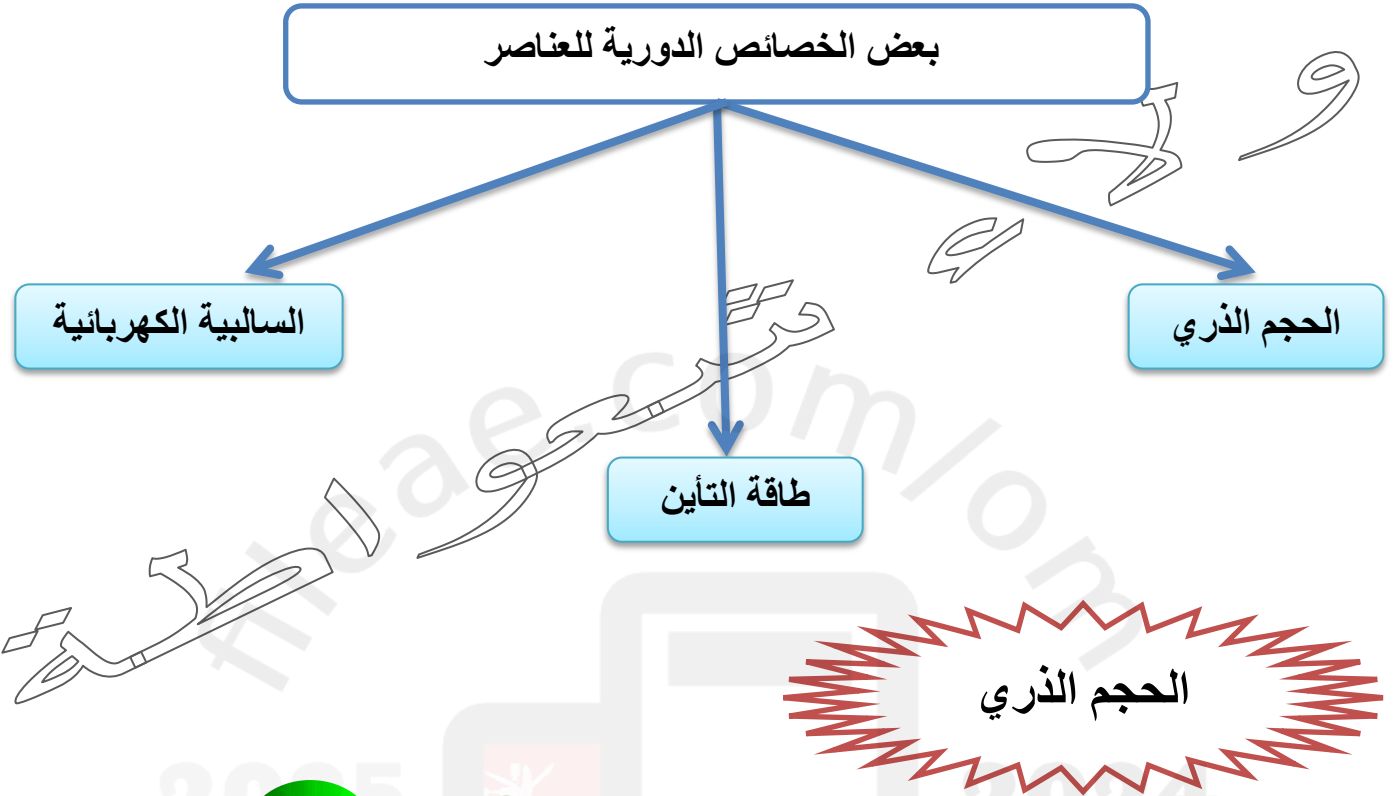 بعض الخصائص الدورية للعناصر
الحجم الذري
السالبية الكهربائية
طاقة التأين
الحجم الذري